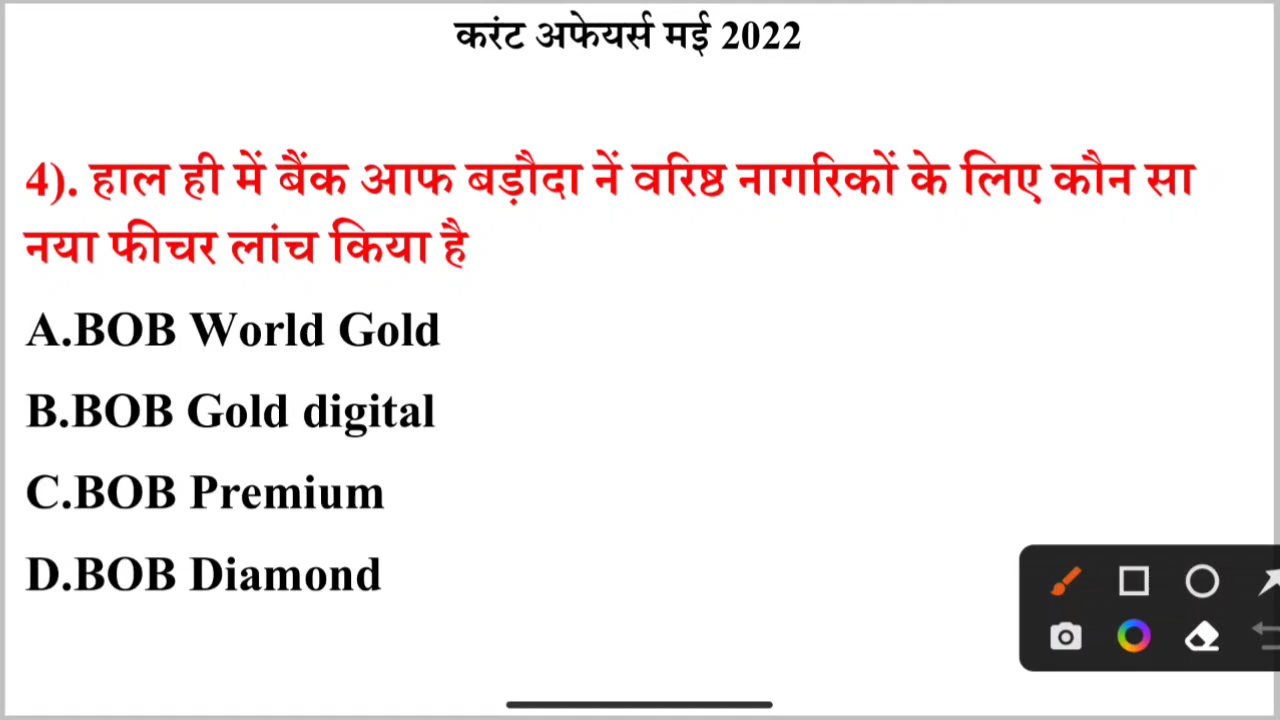 करंट अफेयर्स मई 2022
4). हाल ही में बैंक आफ बड़ौदा नें वरिष्ठ नागरिकों के लिए कौन सा
नया फीचर लांच किया है
A.BOB World Gold
B.BOB Gold digital
C.BOB Premium
D.BOB Diamond